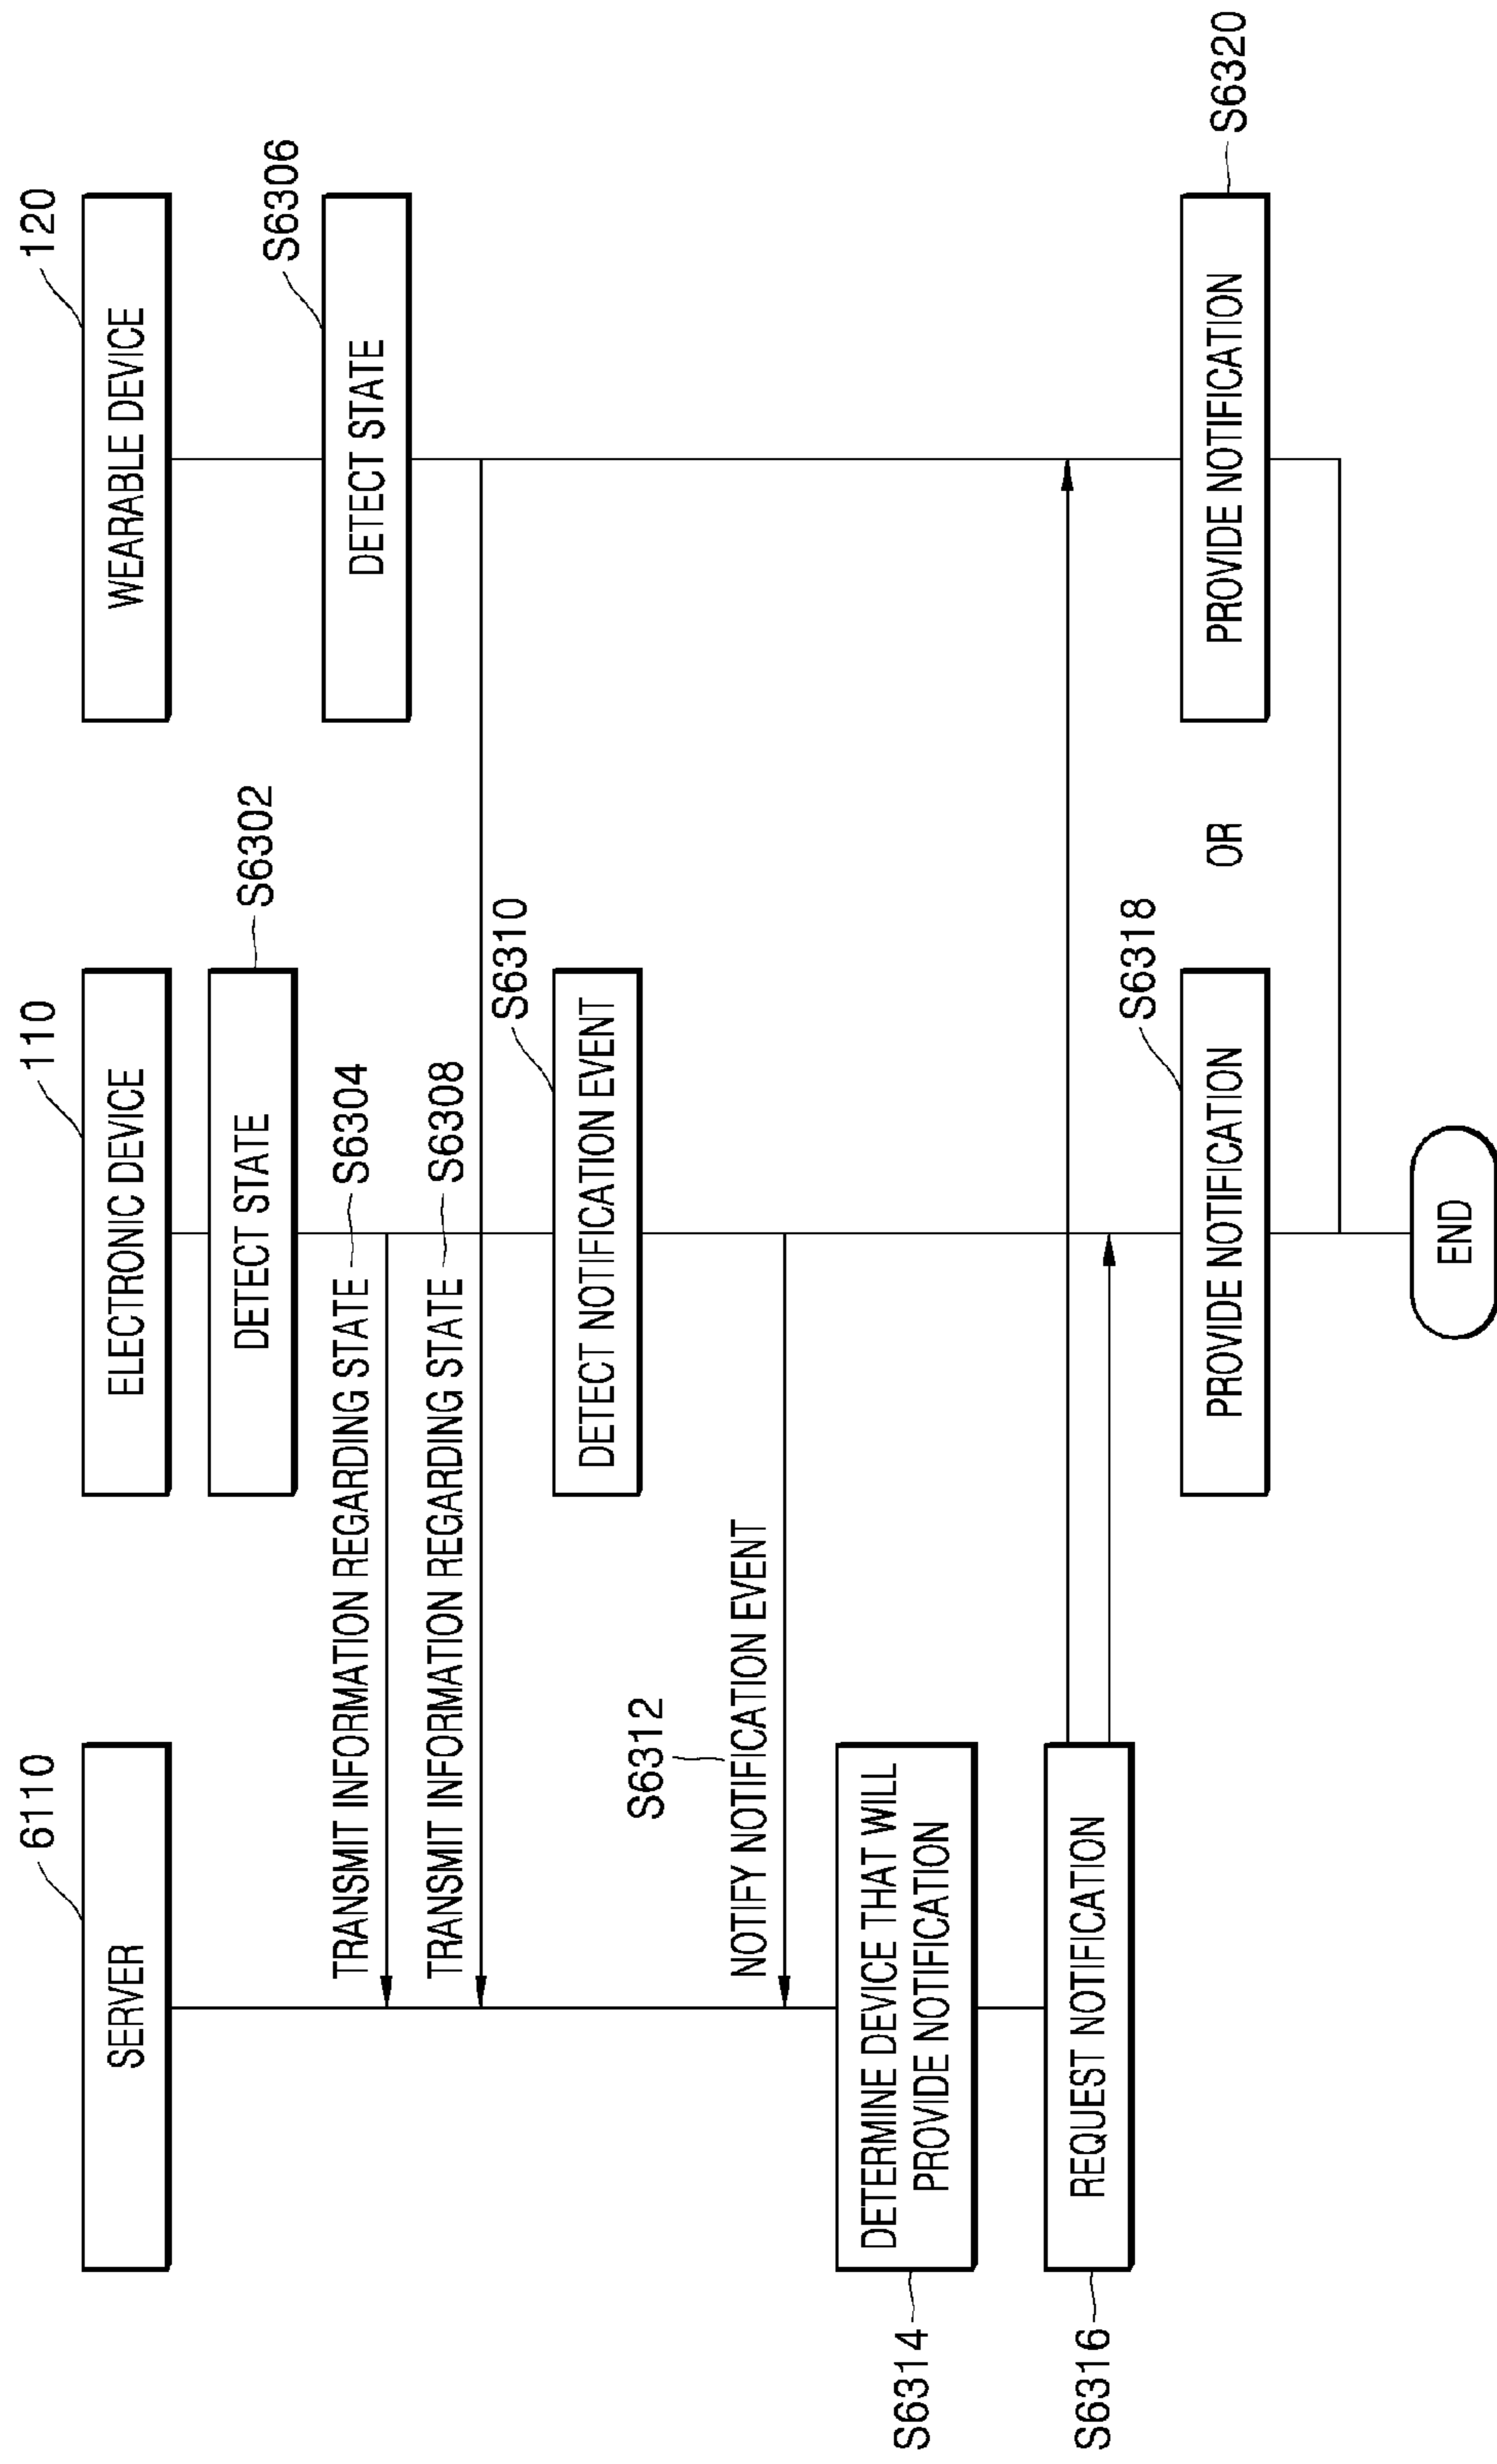 6110
110
120
SERVER
ELECTRONIC DEVICE
WEARABLE DEVICE
DETECT STATE
S6302
TRANSMIT INFORMATION REGARDING STATE
S6304
DETECT STATE
S6306
TRANSMIT INFORMATION REGARDING STATE
S6308
DETECT NOTIFICATION EVENT
S6310
S6312
NOTIFY NOTIFICATION EVENT
S6314
DETERMINE DEVICE THAT WILL
PROVIDE NOTIFICATION
S6316
REQUEST NOTIFICATION
S6318
PROVIDE NOTIFICATION
OR
PROVIDE NOTIFICATION
S6320
END